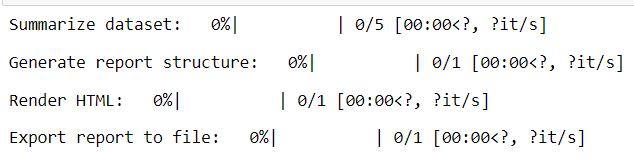 Summarize dataset:   0%|          | 0/5 [00:00<?, ?it/s]
Generate report structure:   0%|          | 0/1 [00:00<?, ?it/s]
Render HTML:   0%|          | 0/1 [00:00<?, ?it/s]
Export report to file:   0%|          | 0/1 [00:00<?, ?it/s]